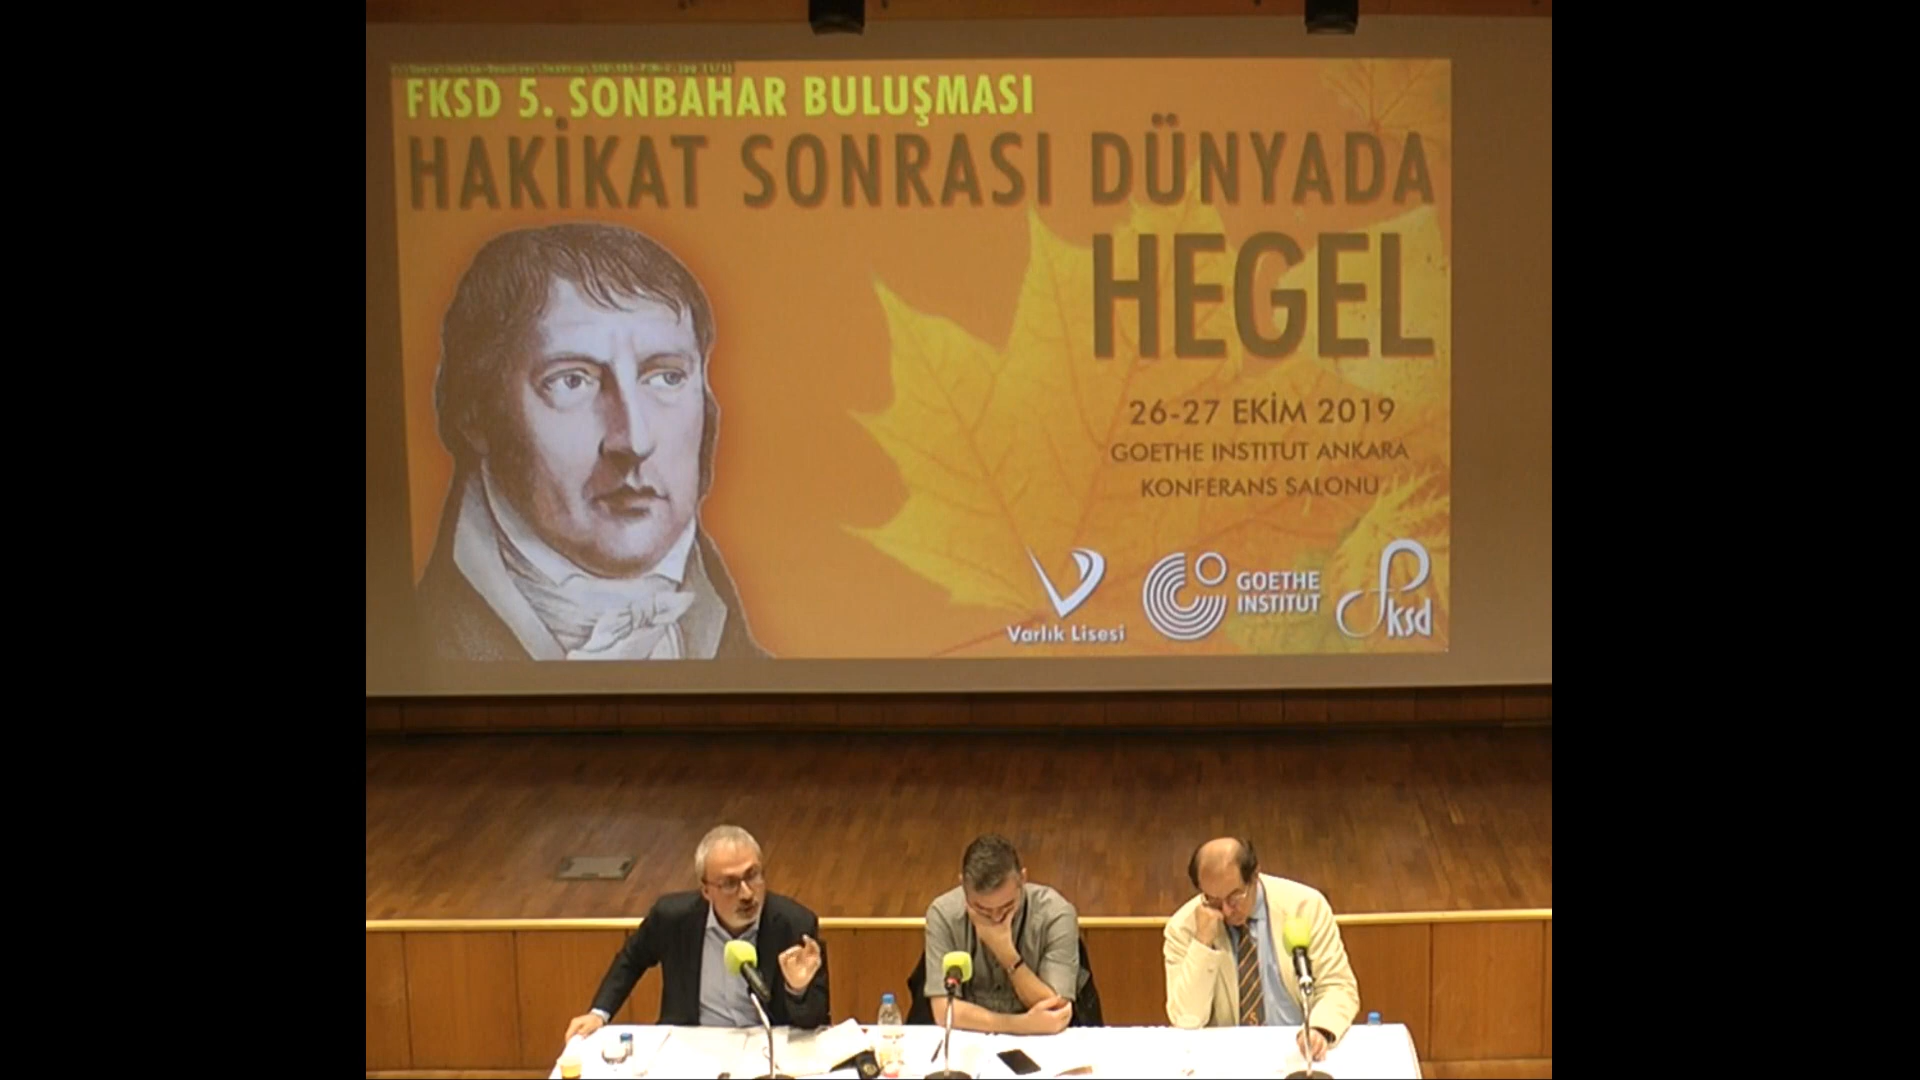 FKSD 5. SONBAHAR BULUŞMASI
HAKİKAT SONRASI DÜNYADA
HEGEL
26-27 EKİM 2019
GOETHE INSTITUT ANKARA
KONFERANS SALONU
Varlık Lisesi
GOETHE
INSTITUT
fksd